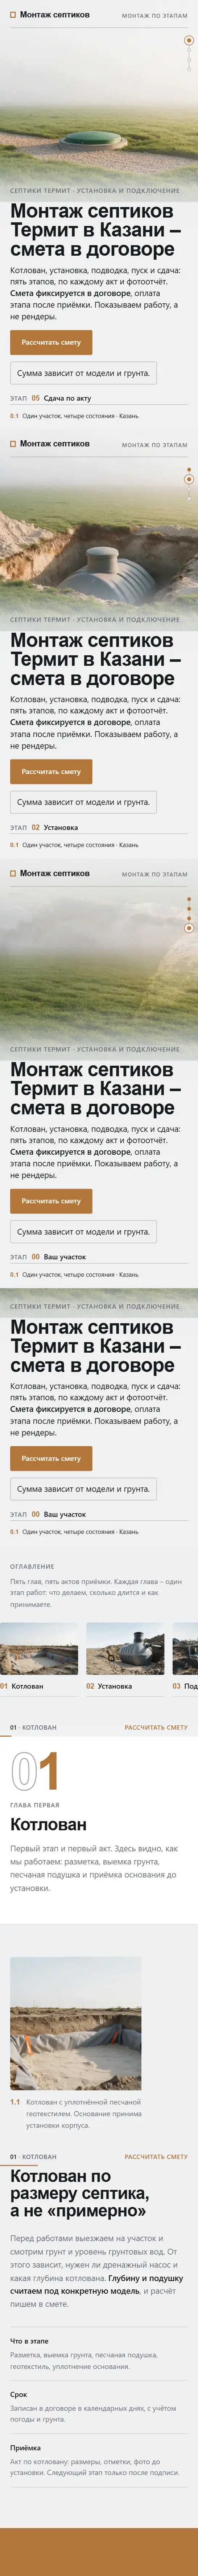 Монтаж септиков
МОНТАЖ ПО ЭТАПАМ
СЕПТИКИ ТЕРМИТ · УСТАНОВКА И ПОДКЛЮЧЕНИЕ
Монтаж септиков
Термит в Казани –
смета в договоре
Котлован, установка, подводка, пуск и сдача:
пять этапов, по каждому акт и фотоотчёт.
Смета фиксируется в договоре, оплата
этапа после приёмки. Показываем работу, а
не рендеры.
Рассчитать смету
Сумма зависит от модели и грунта.
ЭТАП 05 Сдача по акту
0.1 Один участок, четыре состояния · Казань
Монтаж септиков
МОНТАЖ ПО ЭТАПАМ
СЕПТИКИ ТЕРМИТ · УСТАНОВКА И ПОДКЛЮЧЕНИЕ
Монтаж септиков
Термит в Казани –
смета в договоре
Котлован, установка, подводка, пуск и сдача:
пять этапов, по каждому акт и фотоотчёт.
Смета фиксируется в договоре, оплата
этапа после приёмки. Показываем работу, а
не рендеры.
Рассчитать смету
Сумма зависит от модели и грунта.
ЭТАП 02 Установка
0.1 Один участок, четыре состояния · Казань
Монтаж септиков
МОНТАЖ ПО ЭТАПАМ
СЕПТИКИ ТЕРМИТ · УСТАНОВКА И ПОДКЛЮЧЕНИЕ
Монтаж септиков
Термит в Казани –
смета в договоре
Котлован, установка, подводка, пуск и сдача:
пять этапов, по каждому акт и фотоотчёт.
Смета фиксируется в договоре, оплата
этапа после приёмки. Показываем работу, а
не рендеры.
Рассчитать смету
Сумма зависит от модели и грунта.
ЭТАП 00 Ваш участок
0.1 Один участок, четыре состояния · Казань
СЕПТИКИ ТЕРМИТ · УСТАНОВКА И ПОДКЛЮЧЕНИЕ
Монтаж септиков
Термит в Казани –
смета в договоре
Котлован, установка, подводка, пуск и сдача:
пять этапов, по каждому акт и фотоотчёт.
Смета фиксируется в договоре, оплата
этапа после приёмки. Показываем работу, а
не рендеры.
Рассчитать смету
Сумма зависит от модели и грунта.
ЭТАП 00 Ваш участок
0.1 Один участок, четыре состояния · Казань
ОГЛАВЛЕНИЕ
Пять глав, пять актов приёмки. Каждая глава – один
этап работ: что делаем, сколько длится и как
принимаете.
01 Котлован
02 Установка
03 Под
01 · КОТЛОВАН
РАССЧИТАТЬ СМЕТУ
01
ГЛАВА ПЕРВАЯ
Котлован
Первый этап и первый акт. Здесь видно, как
мы работаем: разметка, выемка грунта,
песчаная подушка и приёмка основания до
установки.
1.1 Котлован с уплотнённой песчаной
геотекстилем. Основание принима
установки корпуса.
01 · КОТЛОВАН
РАССЧИТАТЬ СМЕТУ
Котлован по
размеру септика,
а не «примерно»
Перед работами выезжаем на участок и
смотрим грунт и уровень грунтовых вод. От
этого зависит, нужен ли дренажный насос и
какая глубина котлована. Глубину и подушку
считаем под конкретную модель, и расчёт
пишем в смету.
Что в этапе
Разметка, выемка грунта, песчаная подушка,
геотекстиль, уплотнение основания.
Срок
Записан в договоре в календарных днях, с учётом
погоды и грунта.
Приёмка
Акт по котловану: размеры, отметки, фото до
установки. Следующий этап только после подписи.